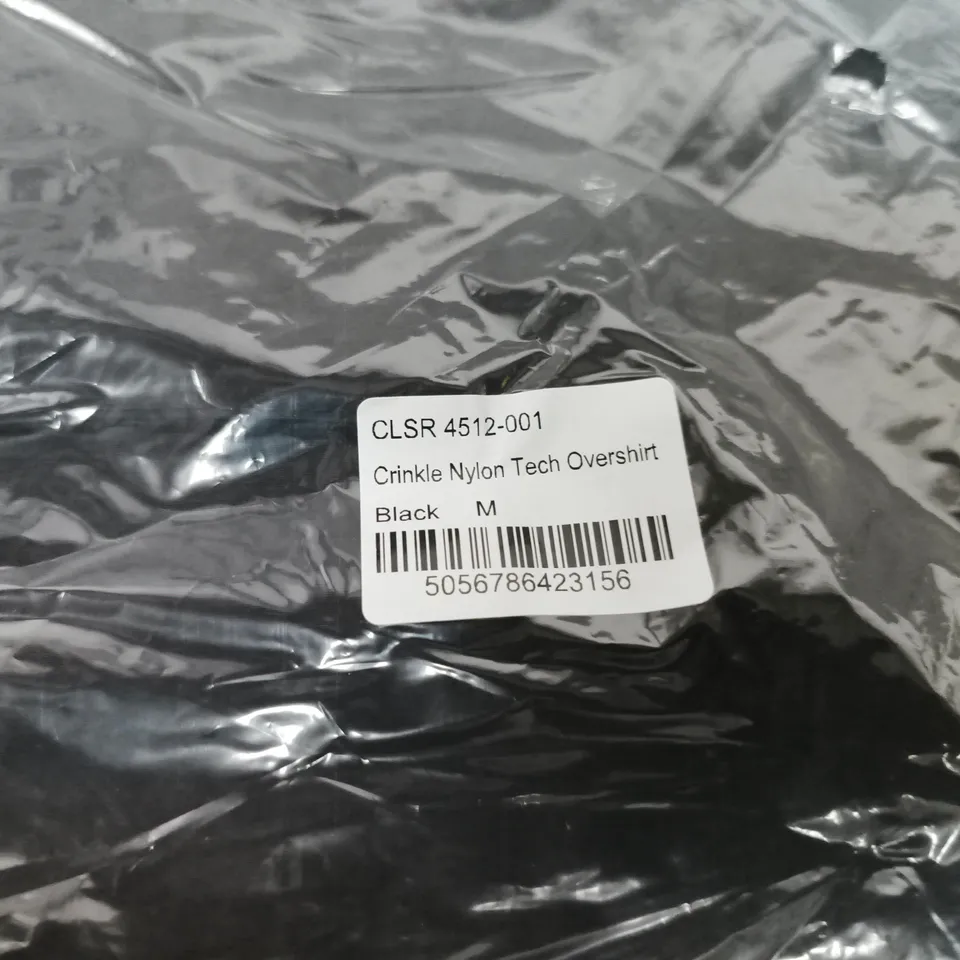 CLSR 4512-001
Crinkle Nylon Tech Overshirt
Black M
5056786423156